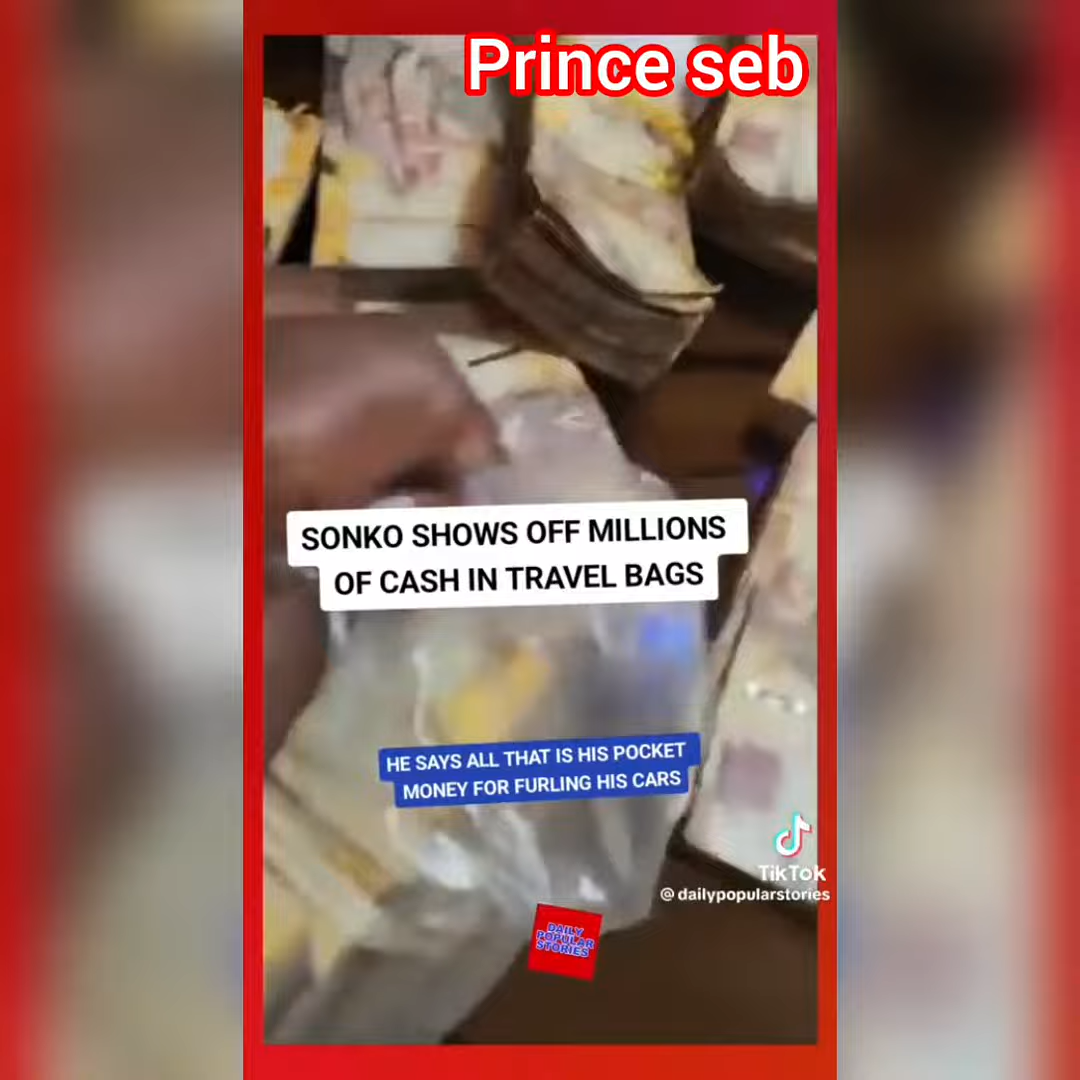 Prince seb
SONKO SHOWS OFF MILLIONS
OF CASH IN TRAVEL BAGS
HE SAYS ALL THAT IS HIS POCKET
MONEY FOR FURLING HIS CARS
TikTok
@dailypopularstories
DAILY
POPULAR
STORIES